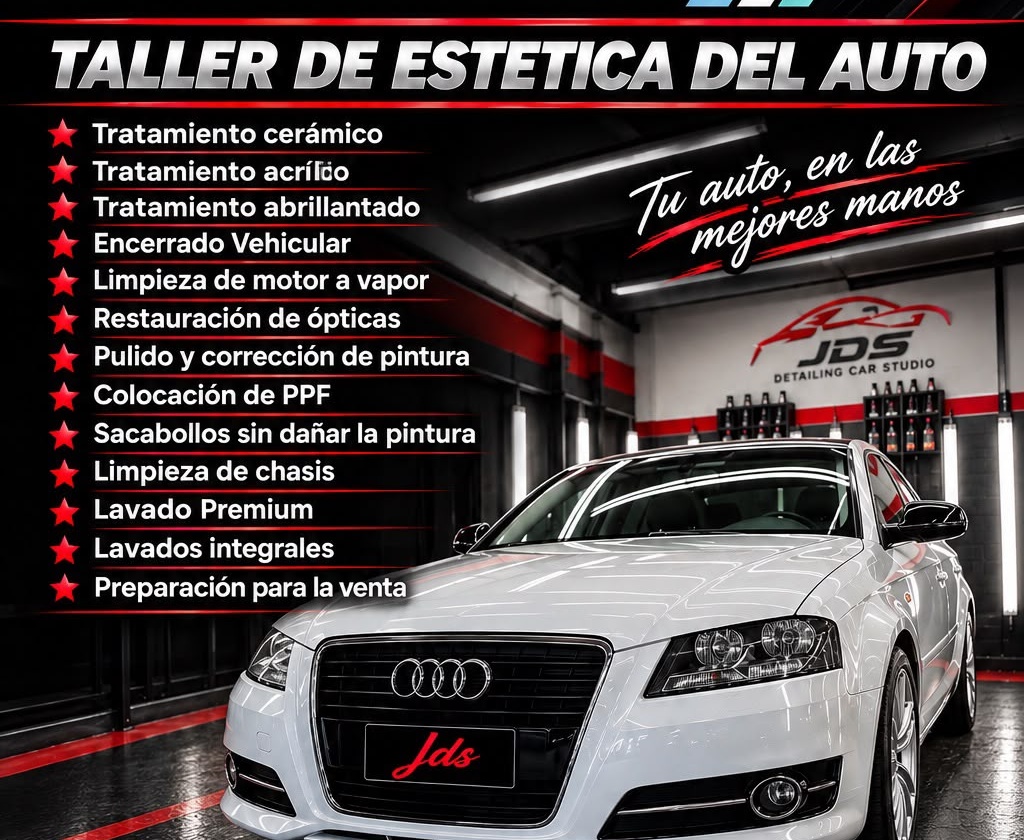 TALLER DE ESTETICA DEL AUTO
Tratamiento cerámico
Tratamiento
Tratamiento abrillantado
Encerrado Vehicular
Limpieza de motor a vapor
Restauración de ópticas
Pulido y corrección de pintura
Colocación de PPF
Sacabollos sin dañar la pintura
Limpieza de chasis
Lavado Premium
Lavados integrales
Preparación para la venta
Tu auto, en las
mejores manos
JDS
DETAILING CAR STUDIO
Jds